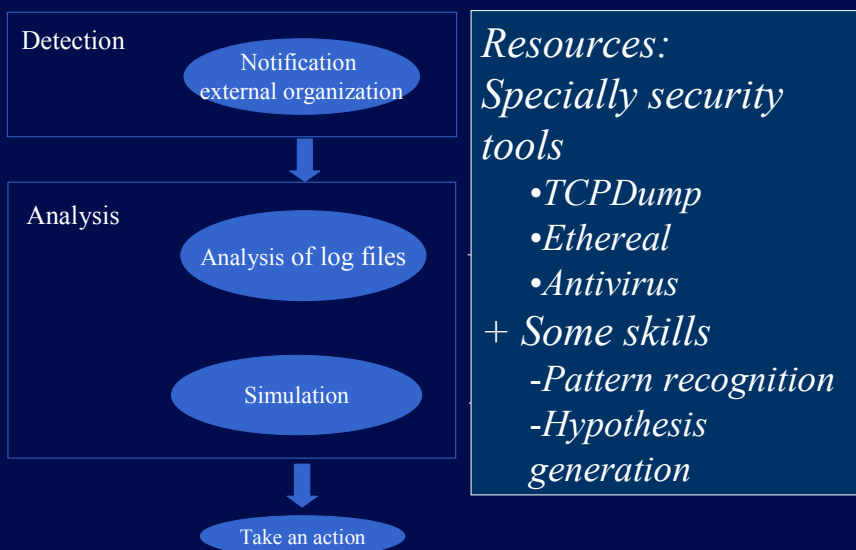 Detection
Notification
external organization
Analysis
Analysis of log files
Simulation
Take an action
Resources:
Specially security
tools
•TCPDump
•Ethereal
•Antivirus
+ Some skills
-Pattern recognition
-Hypothesis
generation